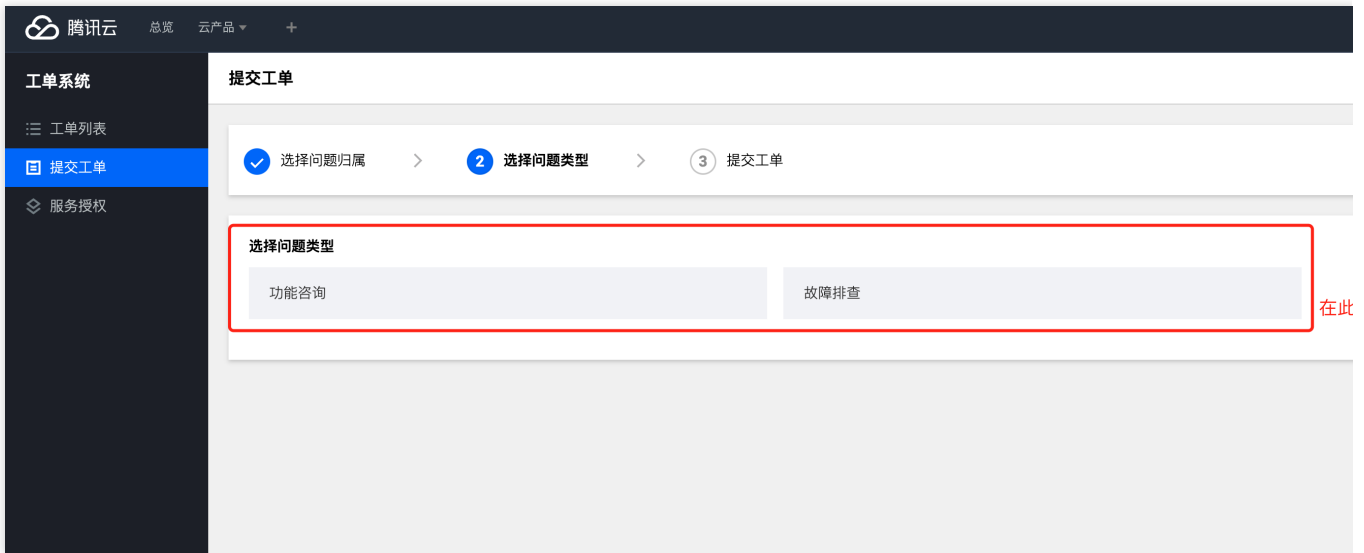 腾讯云 总览 云产品 +
工单系统
工单列表
提交工单
服务授权
提交工单
选择问题归属 > 2 选择问题类型 > 3 提交工单
选择问题类型
功能咨询 故障排查
在此